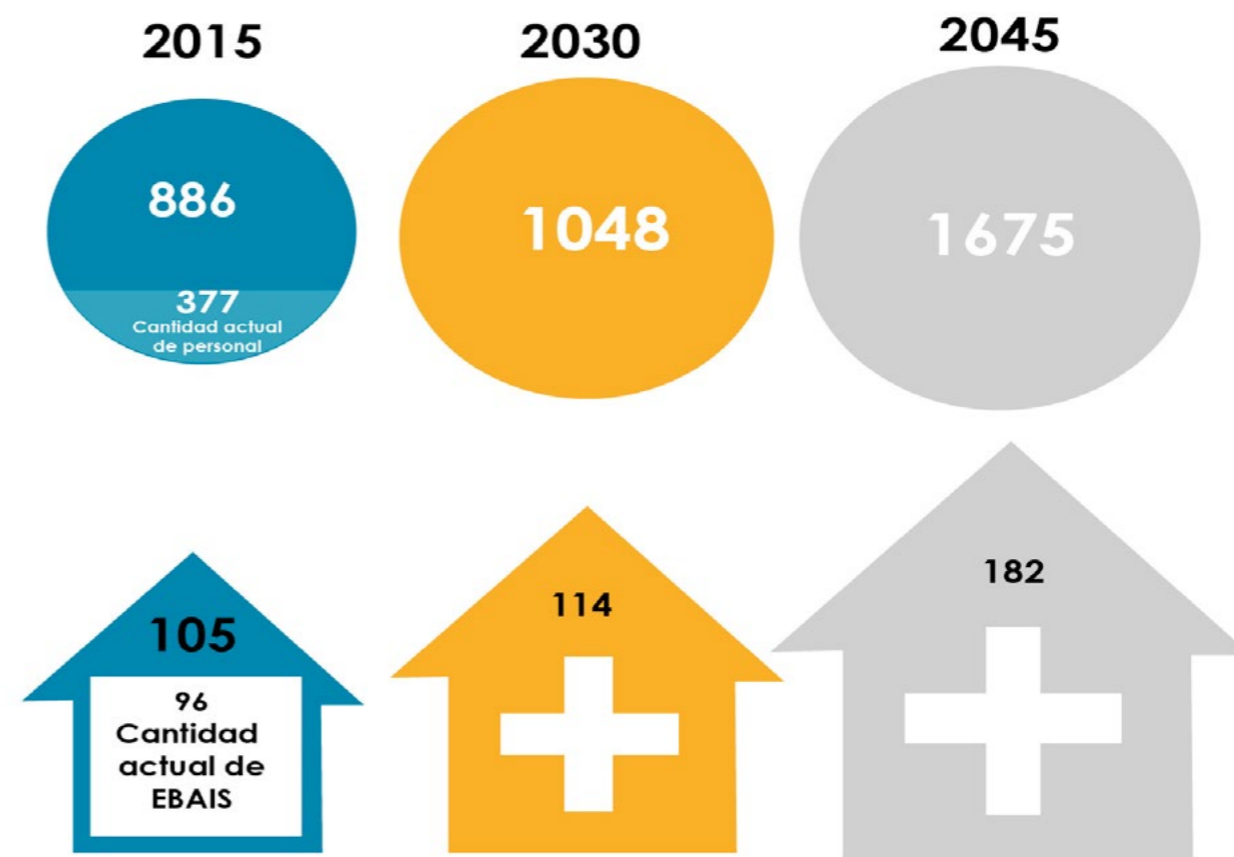 2015
2030
2045
886
1048
1675
377
Cantidad actual
de personal
105
114
182
96
Cantidad
actual de
EBAIS